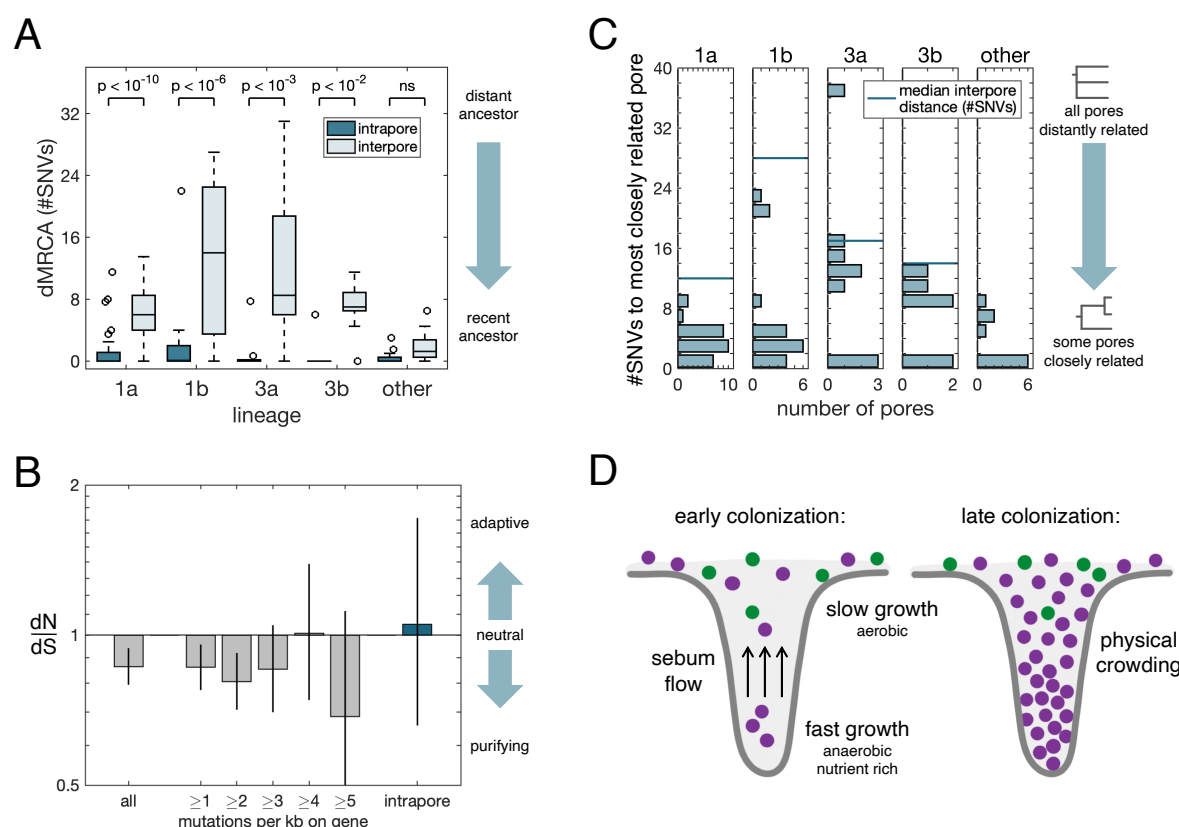 A
p < 10⁻¹⁰ p < 10⁻⁶ p < 10⁻³ p < 10⁻² ns
dMRCA (#SNVs)
32
24
16
8
0
intrapore
interpore
1a 1b 3a 3b other
lineage
distant
ancestor
recent
ancestor
C
1a 1b 3a 3b other
#SNVs to most closely related pore
40
36
32
28
24
20
16
12
8
4
0
median interpore
distance (#SNVs)
0 10 0 6 0 3 0 2 0 6
number of pores
all pores
distantly related
some pores
closely related
B
dN
dS
2
1
0.5
adaptive
neutral
purifying
all ≥1 ≥2 ≥3 ≥4 ≥5 intrapore
mutations per kb on gene
D
early colonization:
late colonization:
slow growth
aerobic
sebum
flow
fast growth
anaerobic
nutrient rich
physical
crowding